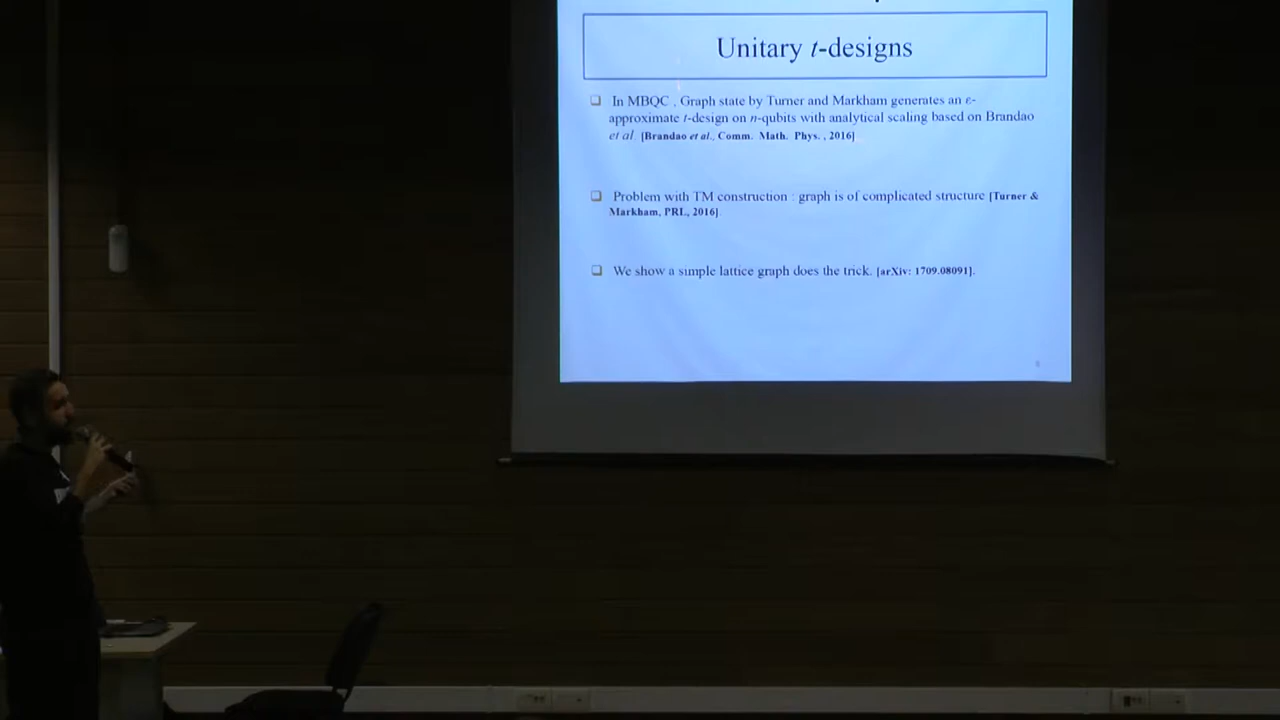 Unitary t-designs
In MBQC , Graph state by Turner and Markham generates an ε-
approximate t-design on n-qubits with analytical scaling based on Brandao
et al. [Brandao et al., Comm. Math. Phys. , 2016]
Problem with TM construction : graph is of complicated structure [Turner &
Markham, PRL, 2016].
We show a simple lattice graph does the trick. [arXiv: 1709.08091].